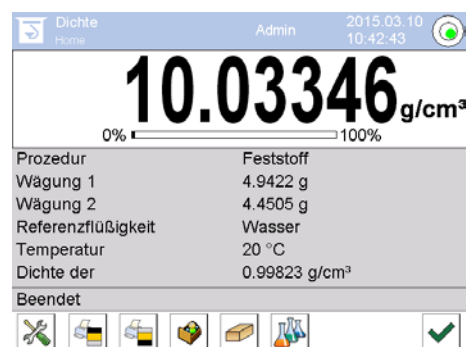 Dichte
Home
Admin
2015.03.10
10:42:43
10.03346 g/cm³
0% 100%
Prozedur Feststoff
Wägung 1 4.9422 g
Wägung 2 4.4505 g
Referenzflüßigkeit Wasser
Temperatur 20 °C
Dichte der 0.99823 g/cm³
Beendet